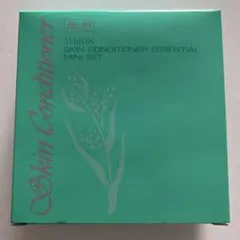 ALBION
SKIN CONDITIONER ESSENTIAL
MINI SET
Skin Conditioner